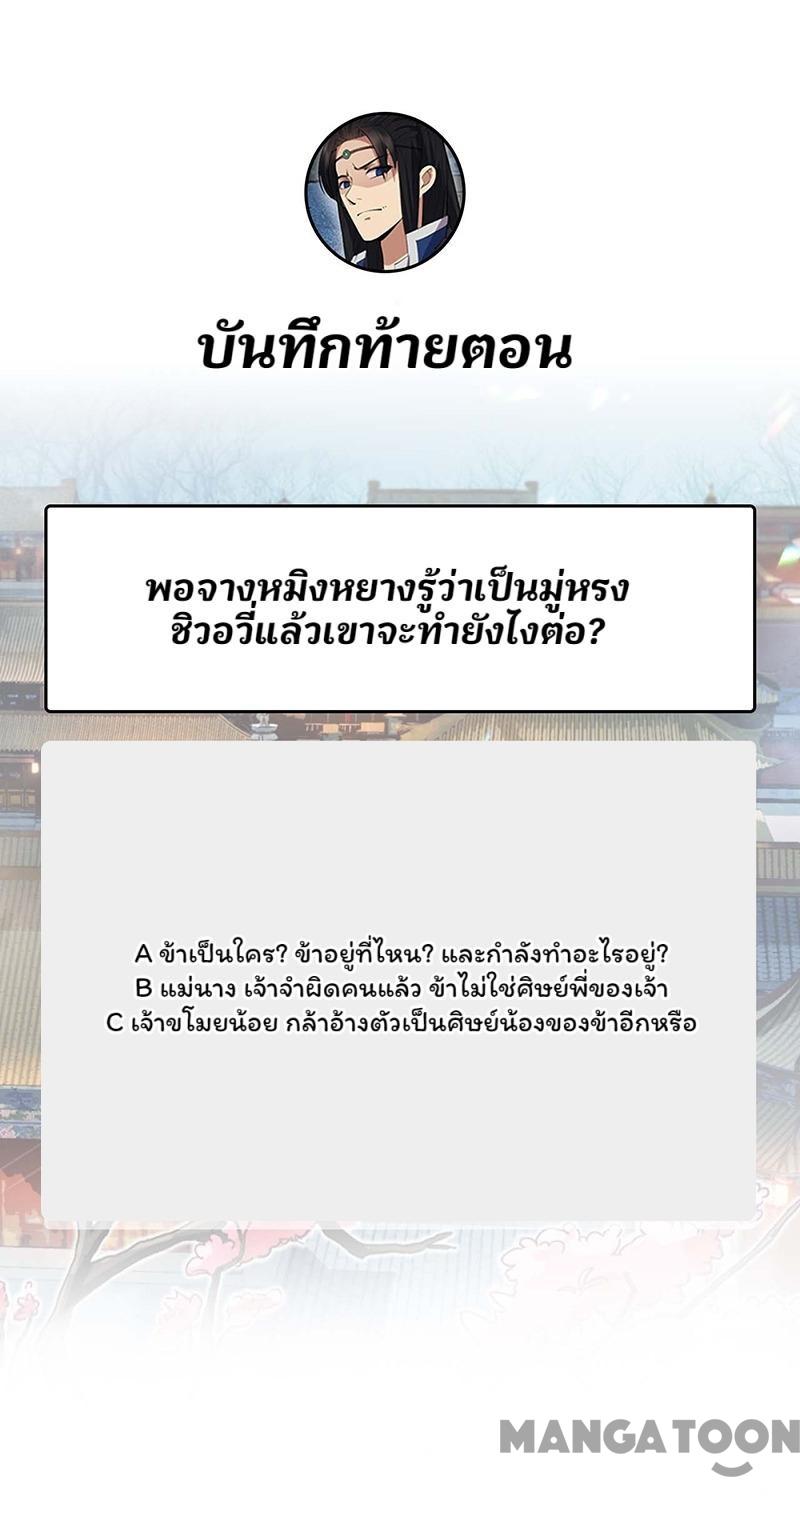 บันทึกท้ายตอน
พอจางหมิงหยางรู้ว่าเป็นมู่หรง
ชิวอวี่แล้วเขาจะทำยังไงต่อ?
A ข้าเป็นใคร? ข้าอยู่ที่ไหน? และกำลังทำอะไรอยู่?
B แม่นาง เจ้าจำผิดคนแล้ว ข้าไม่ใช่ศิษย์พี่ของเจ้า
C เจ้าขโมยน้อย กล้าอ้างตัวเป็นศิษย์น้องของข้าอีกหรือ
MANGA TOON